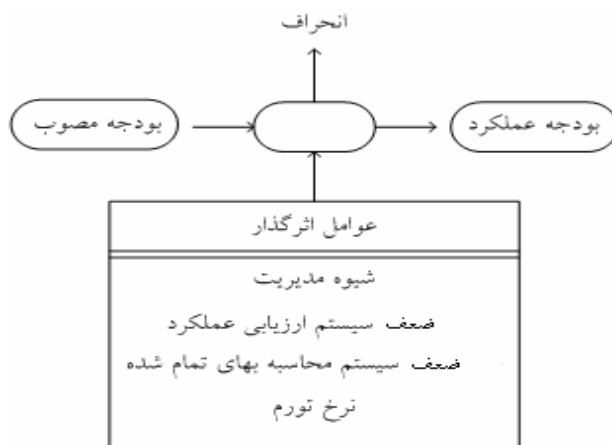 انحراف
بودجه عملکرد
بودجه مصوب
عوامل اثرگذار
شیوه مدیریت
ضعف سیستم ارزیابی عملکرد
ضعف سیستم محاسبه بهای تمام شده
نرخ تورم